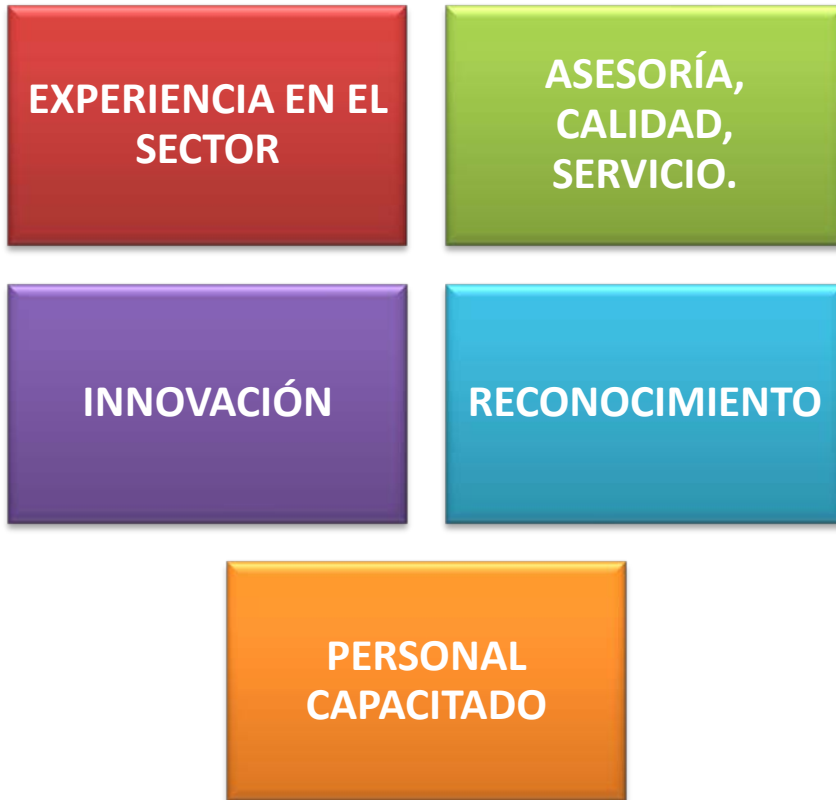 EXPERIENCIA EN EL
SECTOR
ASESORÍA,
CALIDAD,
SERVICIO.
INNOVACIÓN
RECONOCIMIENTO
PERSONAL
CAPACITADO